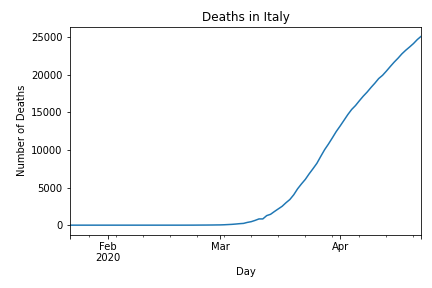 Deaths in Italy
25000
20000
15000
10000
5000
0
Number of Deaths
Feb
2020
Mar
Apr
Day